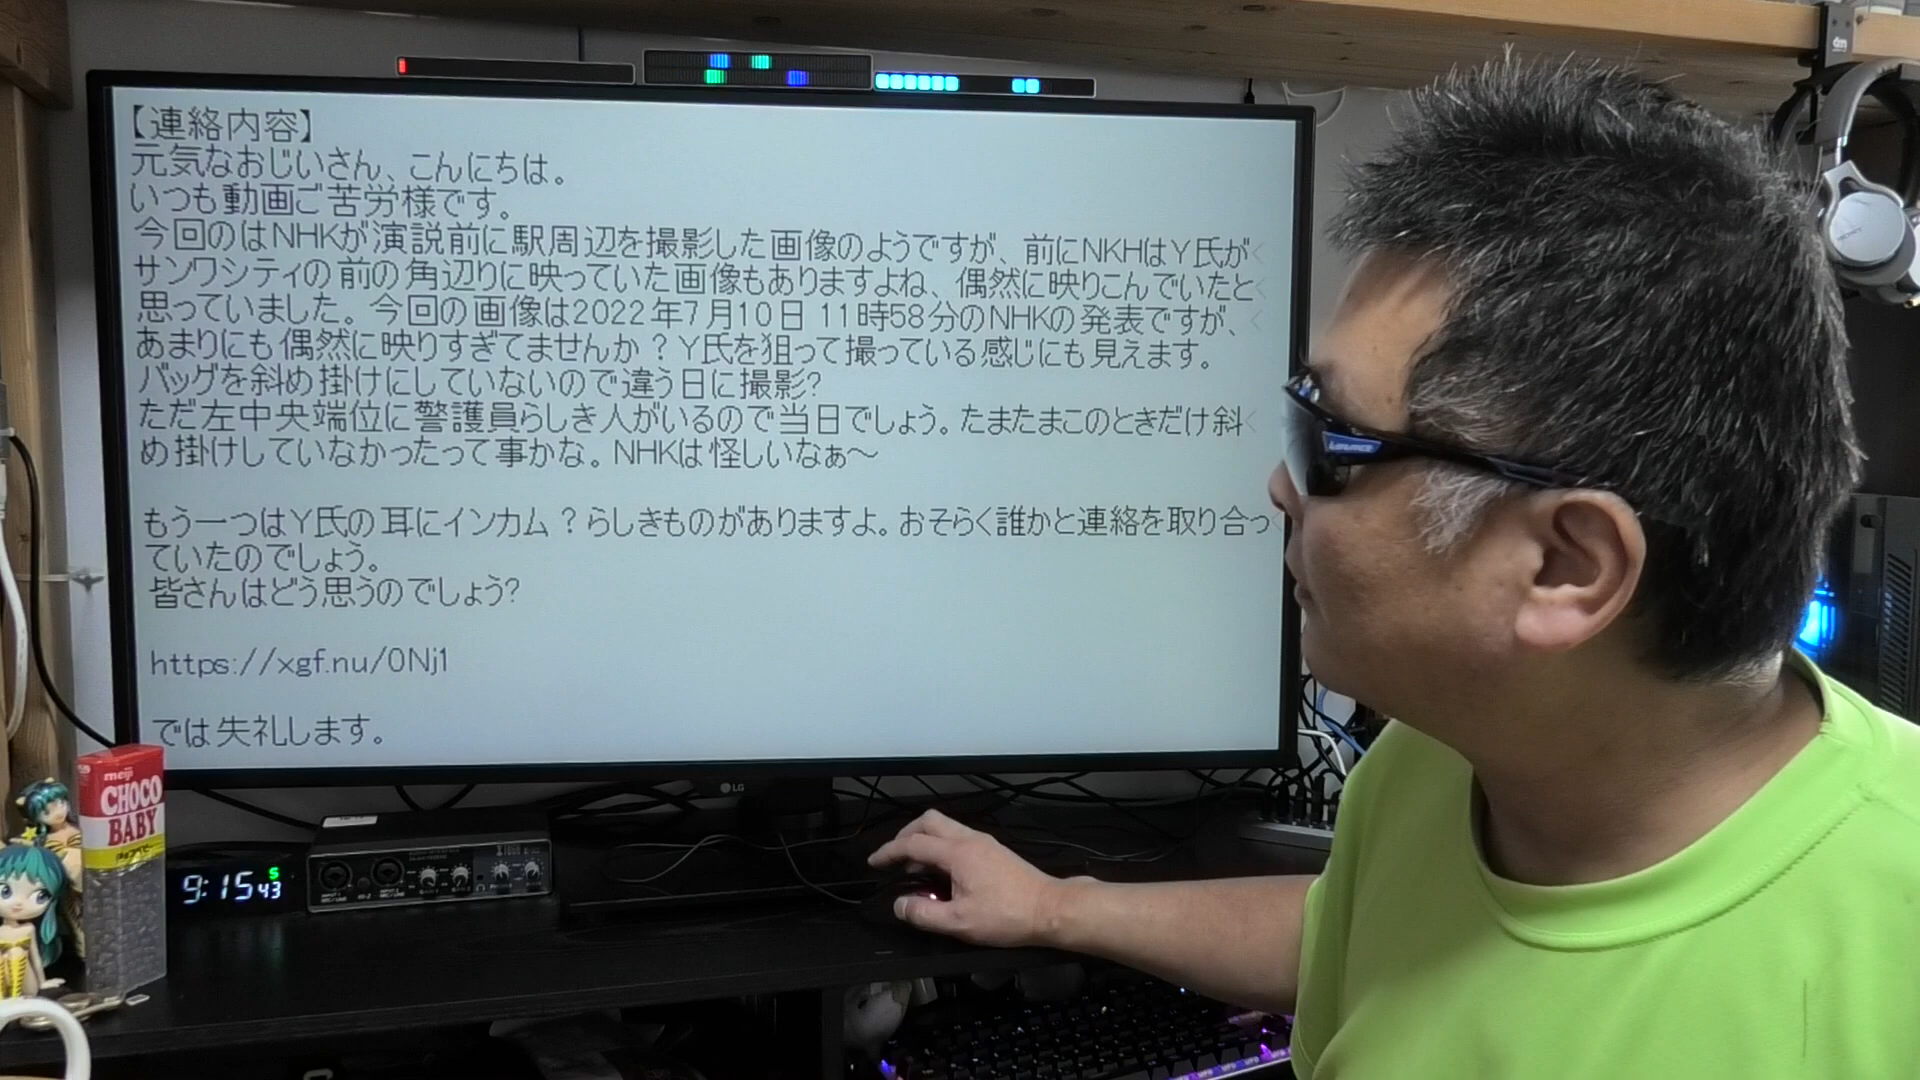 【連絡内容】
元気なおじいさん、こんにちは。
いつも動画ご苦労様です。
今回のはNHKが演説前に駅周辺を撮影した画像のようですが、前にNKHはY氏が
サンワシティの前の角辺りに映っていた画像もありますよね、偶然に映りこんでいたと
思っていました。今回の画像は2022年7月10日 11時58分のNHKの発表ですが、
あまりにも偶然に映りすぎてませんか？Y氏を狙って撮っている感じにも見えます。
バッグを斜め掛けにしていないので違う日に撮影?
ただ左中央端位に警護員らしき人がいるので当日でしょう。たまたまこのときだけ斜
め掛けしていなかったって事かな。NHKは怪しいなぁ～
もう一つはY氏の耳にインカム？らしきものがありますよ。おそらく誰かと連絡を取り合っ
ていたのでしょう。
皆さんはどう思うのでしょう?
https://xgf.nu/0Nj1
では失礼します。
LG
meiji
CHOCO
BABY
チョコベビー
9:15 43
S
SONY